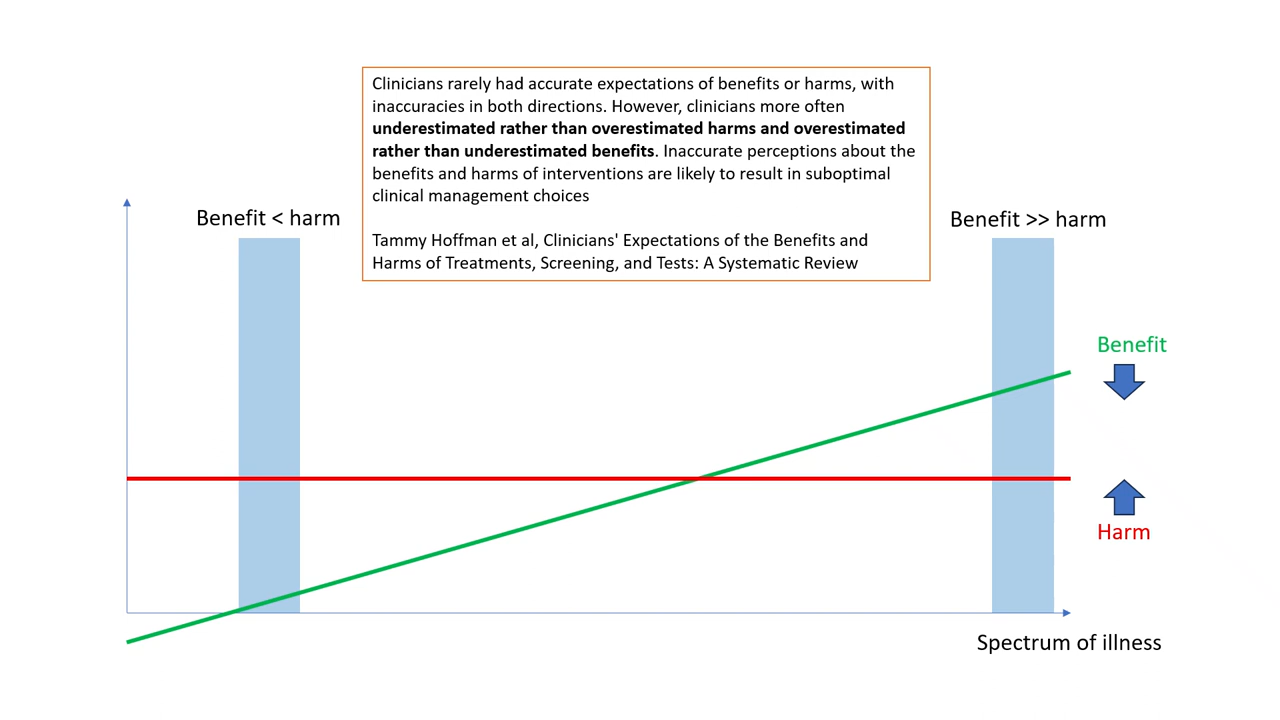 Clinicians rarely had accurate expectations of benefits or harms, with
inaccuracies in both directions. However, clinicians more often
underestimated rather than overestimated harms and overestimated
rather than underestimated benefits. Inaccurate perceptions about the
benefits and harms of interventions are likely to result in suboptimal
clinical management choices
Tammy Hoffman et al, Clinicians' Expectations of the Benefits and
Harms of Treatments, Screening, and Tests: A Systematic Review
Benefit < harm
Benefit >> harm
Benefit
Harm
Spectrum of illness